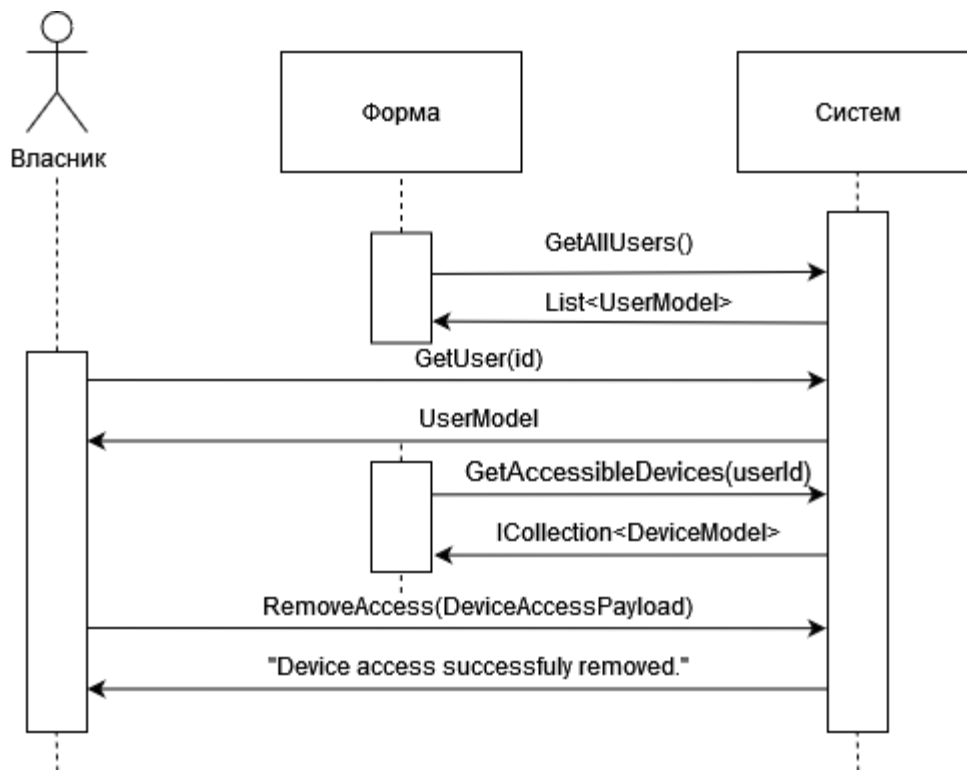 Форма
Систем
Власник
GetAllUsers()
List<UserModel>
GetUser(id)
UserModel
GetAccessibleDevices(userId)
ICollection<DeviceModel>
RemoveAccess(DeviceAccessPayload)
"Device access successfuly removed."